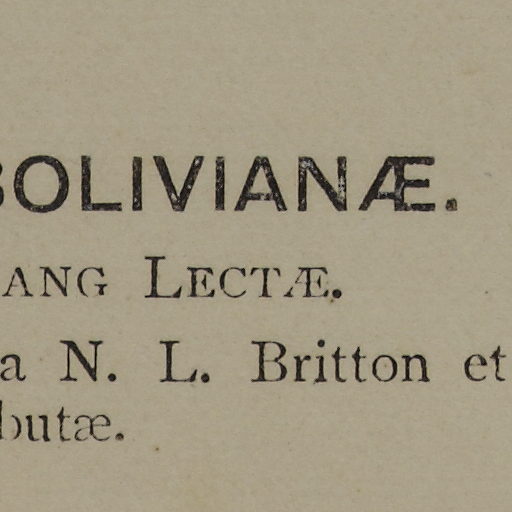 BOLIVIANÆ.
ANG LECTÆ.
a N. L. Britton et
butæ.